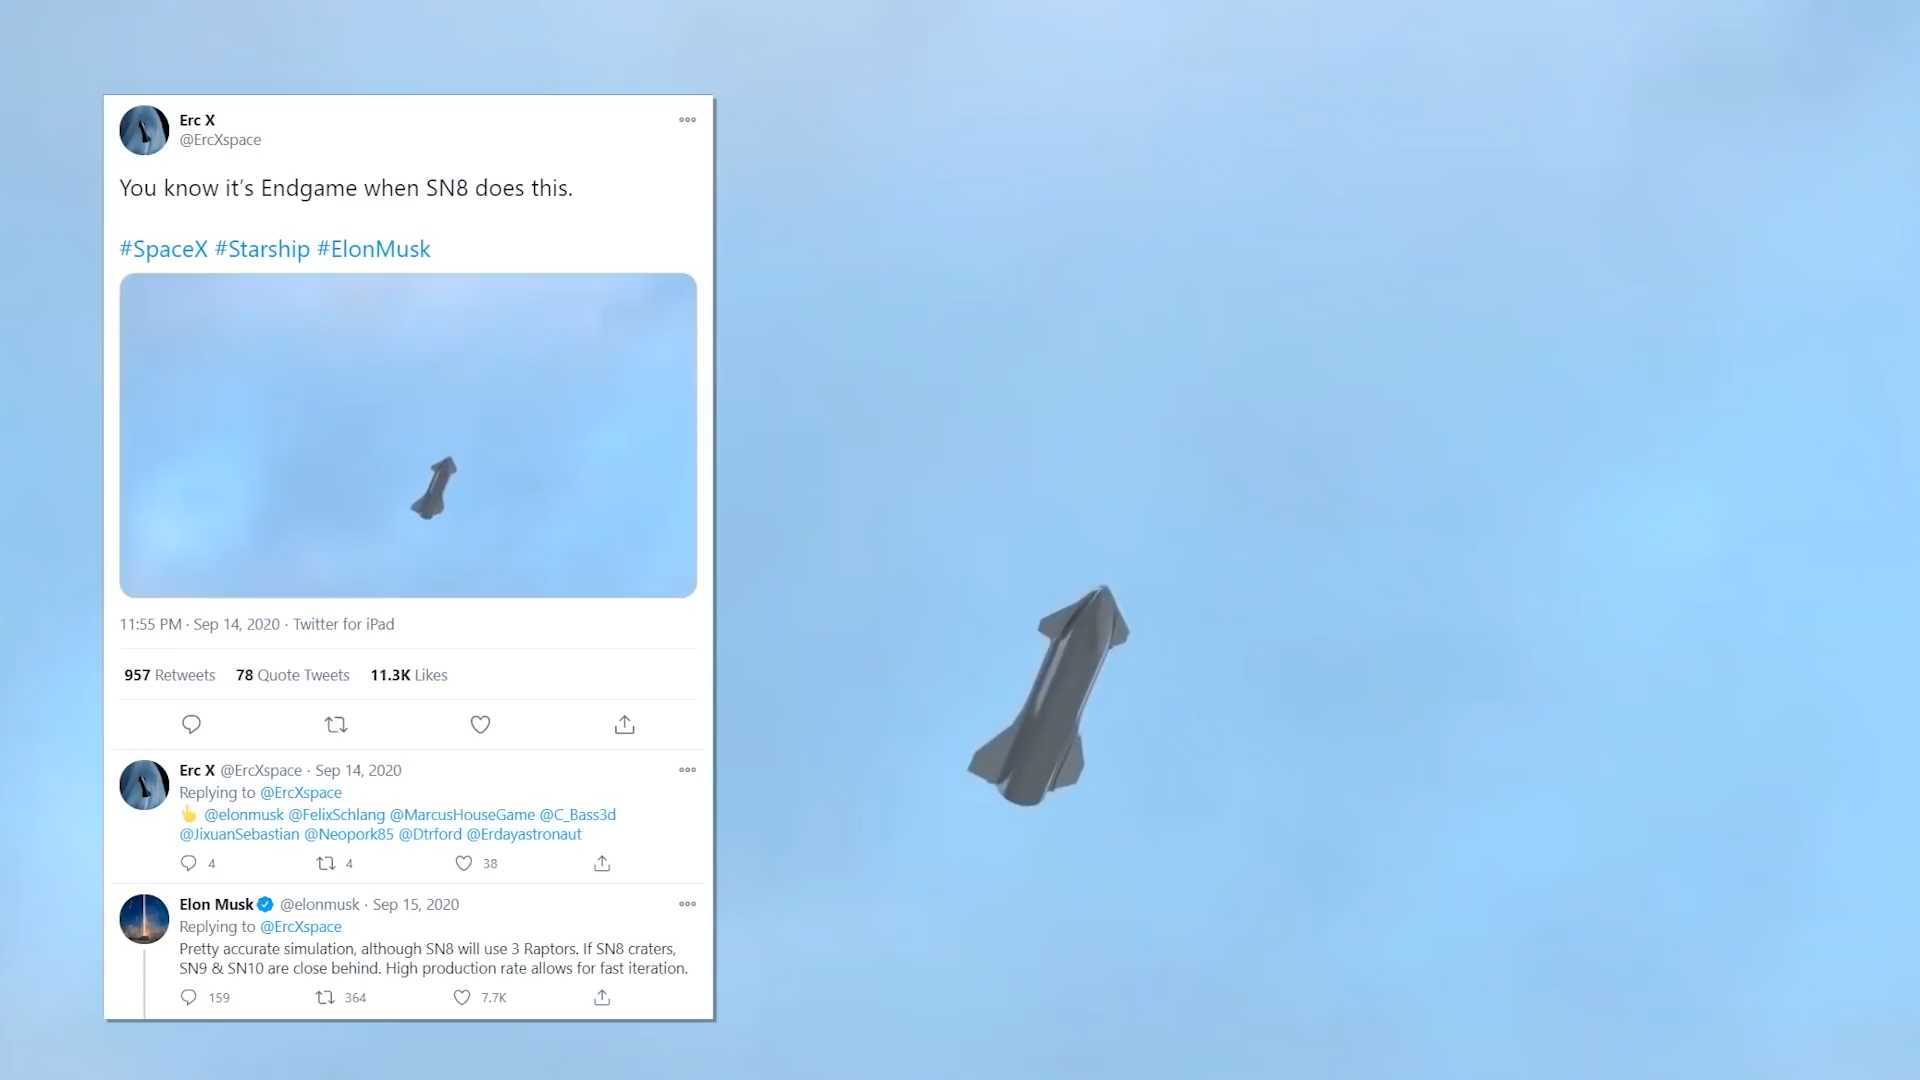 Erc X
@ErcXspace
You know it’s Endgame when SN8 does this.
#SpaceX #Starship #ElonMusk
11:55 PM · Sep 14, 2020 · Twitter for iPad
957 Retweets 78 Quote Tweets 11.3K Likes
Erc X @ErcXspace · Sep 14, 2020
Replying to @ErcXspace
👆 @elonmusk @FelixSchlang @MarcusHouseGame @C_Bass3d
@JixuanSebastian @Neopork85 @Dtrford @Erdayastronaut
4 4 38
Elon Musk @elonmusk · Sep 15, 2020
Replying to @ErcXspace
Pretty accurate simulation, although SN8 will use 3 Raptors. If SN8 craters,
SN9 & SN10 are close behind. High production rate allows for fast iteration.
159 364 7.7K